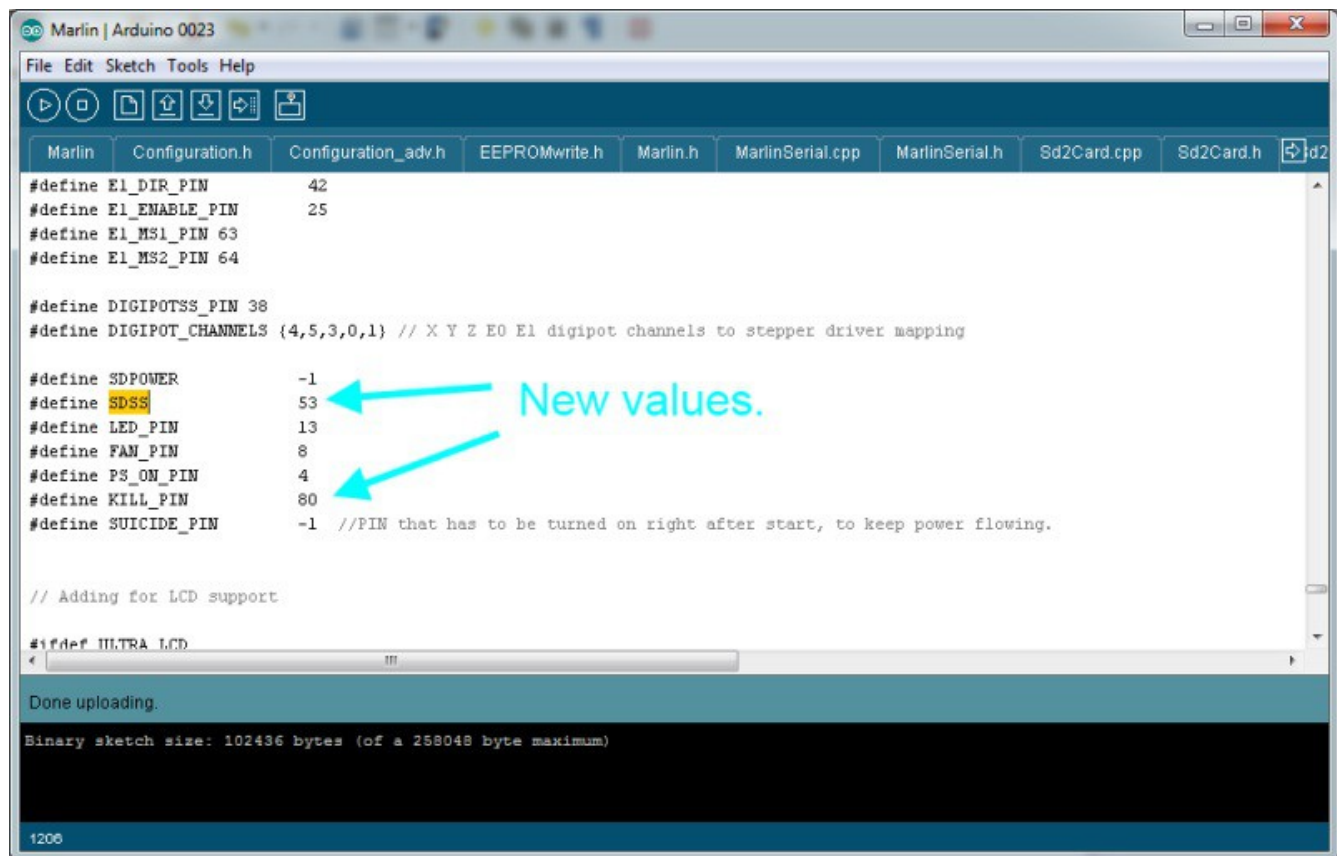 Marlin | Arduino 0023
File Edit Sketch Tools Help
Marlin Configuration.h Configuration_adv.h EEPROMwrite.h Marlin.h MarlinSerial.cpp MarlinSerial.h Sd2Card.cpp Sd2Card.h
#define E1_DIR_PIN 42
#define E1_ENABLE_PIN 25
#define E1_MS1_PIN 63
#define E1_MS2_PIN 64
#define DIGIPOTSS_PIN 38
#define DIGIPOT_CHANNELS {4,5,3,0,1} // X Y Z E0 E1 digipot channels to stepper driver mapping
#define SDPOWER -1
#define SDSS 53
New values.
#define LED_PIN 13
#define FAN_PIN 8
#define PS_ON_PIN 4
#define KILL_PIN 80
#define SUICIDE_PIN -1 //PIN that has to be turned on right after start, to keep power flowing.
// Adding for LCD support
#ifdef ULTRA_LCD
Done uploading.
Binary sketch size: 102436 bytes (of a 258048 byte maximum)
1206